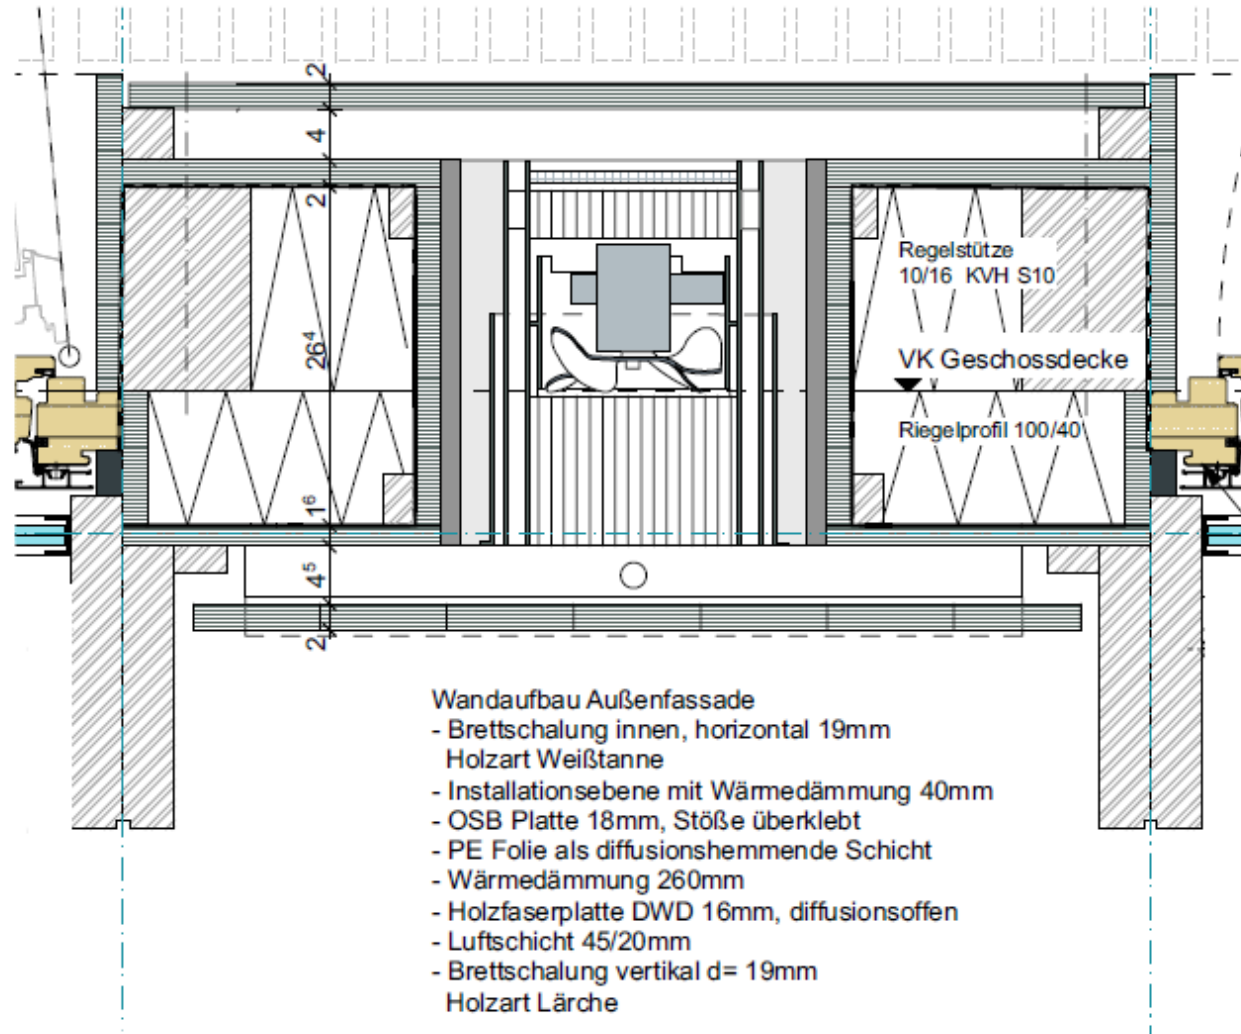 2
4
2
Regelstütze
10/16 KVH S10
26⁴
VK Geschossdecke
Riegelprofil 100/40
1⁶
4⁵
2
Wandaufbau Außenfassade
- Brettschalung innen, horizontal 19mm
Holzart Weißtanne
- Installationsebene mit Wärmedämmung 40mm
- OSB Platte 18mm, Stöße überklebt
- PE Folie als diffusionshemmende Schicht
- Wärmedämmung 260mm
- Holzfaserplatte DWD 16mm, diffusionsoffen
- Luftschicht 45/20mm
- Brettschalung vertikal d= 19mm
Holzart Lärche